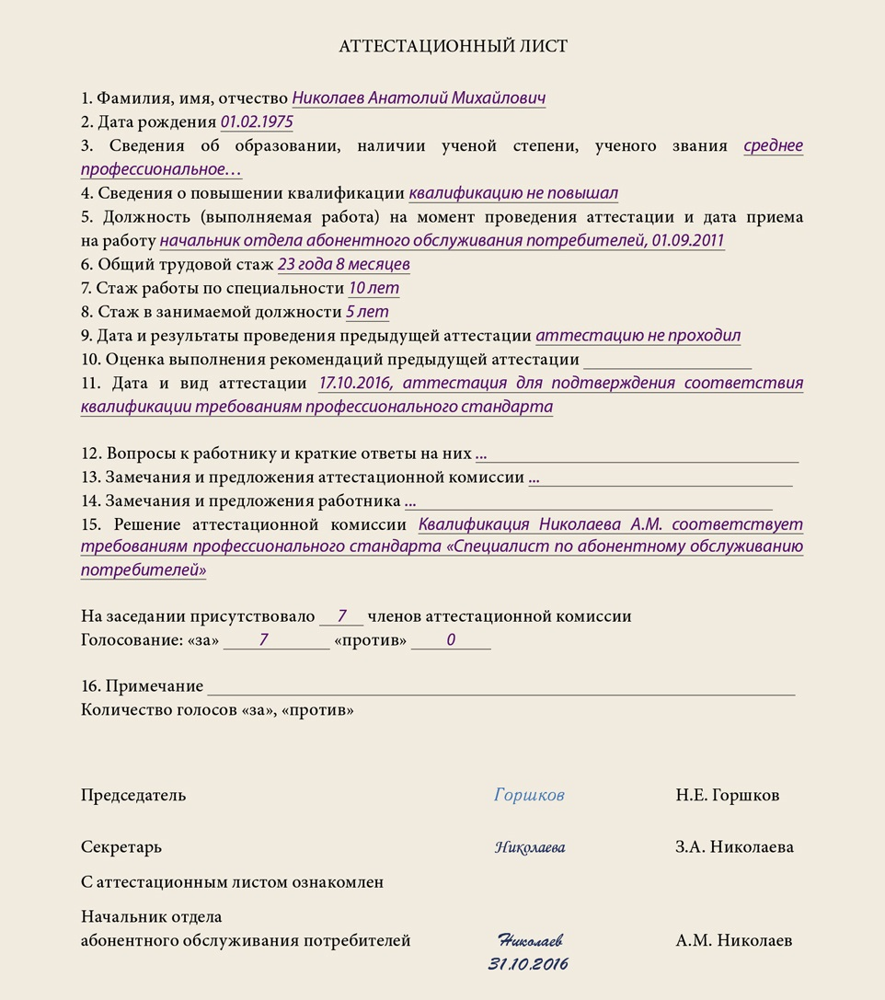 АТТЕСТАЦИОННЫЙ ЛИСТ
1. Фамилия, имя, отчество Николаев Анатолий Михайлович
2. Дата рождения 01.02.1975
3. Сведения об образовании, наличии ученой степени, ученого звания среднее
профессиональное…
4. Сведения о повышении квалификации квалификацию не повышал
5. Должность (выполняемая работа) на момент проведения аттестации и дата приема
на работу начальник отдела абонентного обслуживания потребителей, 01.09.2011
6. Общий трудовой стаж 23 года 8 месяцев
7. Стаж работы по специальности 10 лет
8. Стаж в занимаемой должности 5 лет
9. Дата и результаты проведения предыдущей аттестации аттестацию не проходил
10. Оценка выполнения рекомендаций предыдущей аттестации
11. Дата и вид аттестации 17.10.2016, аттестация для подтверждения соответствия
квалификации требованиям профессионального стандарта
12. Вопросы к работнику и краткие ответы на них ...
13. Замечания и предложения аттестационной комиссии ...
14. Замечания и предложения работника ...
15. Решение аттестационной комиссии Квалификация Николаева А.М. соответствует
требованиям профессионального стандарта «Специалист по абонентному обслуживанию
потребителей»
На заседании присутствовало 7 членов аттестационной комиссии
Голосование: «за» 7 «против» 0
16. Примечание
Количество голосов «за», «против»
Председатель Горшков Н.Е. Горшков
Секретарь Николаева З.А. Николаева
С аттестационным листом ознакомлен
Начальник отдела
абонентного обслуживания потребителей Николаев А.М. Николаев
31.10.2016